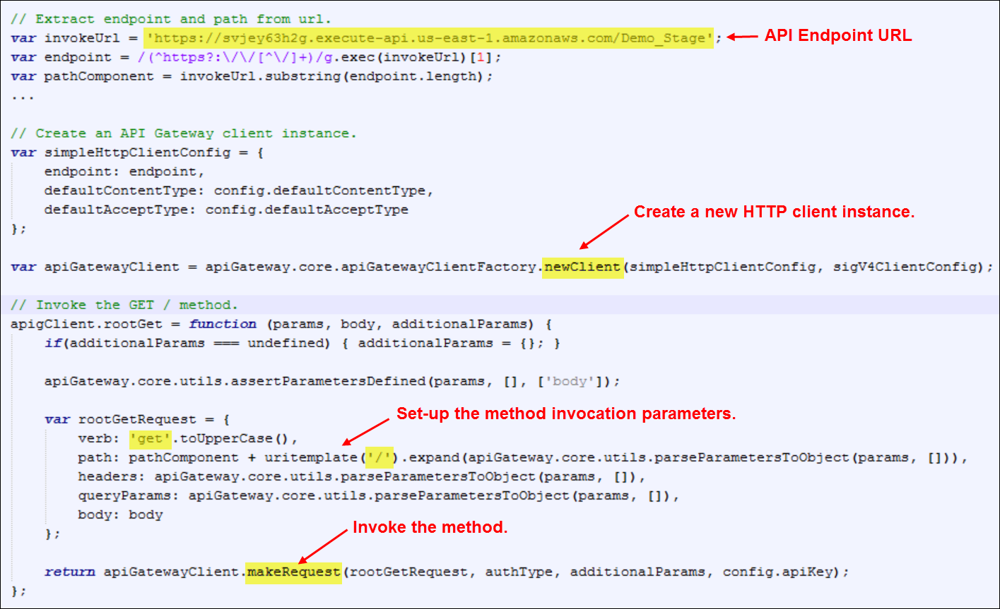 // Extract endpoint and path from url.
var invokeUrl = 'https://svjey63h2g.execute-api.us-east-1.amazonaws.com/Demo_Stage'; API Endpoint URL
var endpoint = /(^https?:\/\/[^\/]+)/g.exec(invokeUrl)[1];
var pathComponent = invokeUrl.substring(endpoint.length);
...
// Create an API Gateway client instance.
var simpleHttpClientConfig = {
    endpoint: endpoint,
    defaultContentType: config.defaultContentType,
    defaultAcceptType: config.defaultAcceptType
Create a new HTTP client instance.
};
var apiGatewayClient = apiGateway.core.apiGatewayClientFactory.newClient(simpleHttpClientConfig, sigV4ClientConfig);
// Invoke the GET / method.
apigClient.rootGet = function (params, body, additionalParams) {
    if(additionalParams === undefined) { additionalParams = {}; }
    apiGateway.core.utils.assertParametersDefined(params, [], ['body']);
Set-up the method invocation parameters.
    var rootGetRequest = {
        verb: 'get'.toUpperCase(),
        path: pathComponent + uritemplate('/').expand(apiGateway.core.utils.parseParametersToObject(params, [])),
        headers: apiGateway.core.utils.parseParametersToObject(params, []),
        queryParams: apiGateway.core.utils.parseParametersToObject(params, []),
        body: body
Invoke the method.
    };
    return apiGatewayClient.makeRequest(rootGetRequest, authType, additionalParams, config.apiKey);
};